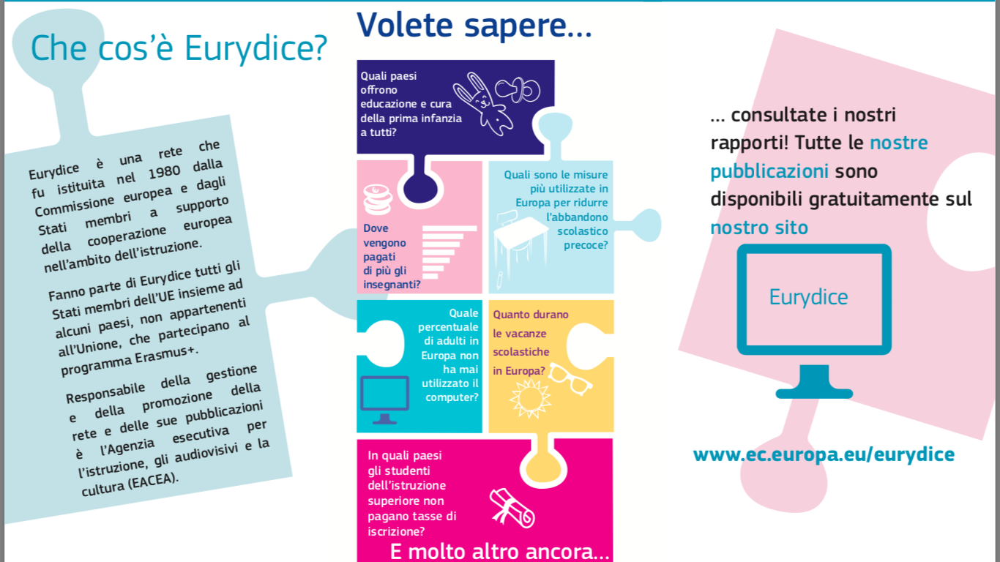 Che cos'è Eurydice?
Eurydice è una rete che
fu istituita nel 1980 dalla
Commissione europea e dagli
Stati membri a supporto
della cooperazione europea
nell'ambito dell'istruzione.
Fanno parte di Eurydice tutti gli
Stati membri dell'UE insieme ad
alcuni paesi, non appartenenti
all'Unione, che partecipano al
programma Erasmus+.
Responsabile della gestione
e della promozione della
rete e delle sue pubblicazioni
è l'Agenzia esecutiva per
l'istruzione, gli audiovisivi e la
cultura (EACEA).
Volete sapere...
Quali paesi
offrono
educazione e cura
della prima infanzia
a tutti?
Dove
vengono
pagati
di più gli
insegnanti?
Quali sono le misure
più utilizzate in
Europa per ridurre
l'abbandono
scolastico
precoce?
Quale
percentuale
di adulti in
Europa non
ha mai
utilizzato il
computer?
Quanto durano
le vacanze
scolastiche
in Europa?
In quali paesi
gli studenti
dell'istruzione
superiore non
pagano tasse di
iscrizione?
E molto altro ancora...
... consultate i nostri
rapporti! Tutte le nostre
pubblicazioni sono
disponibili gratuitamente sul
nostro sito
Eurydice
www.ec.europa.eu/eurydice